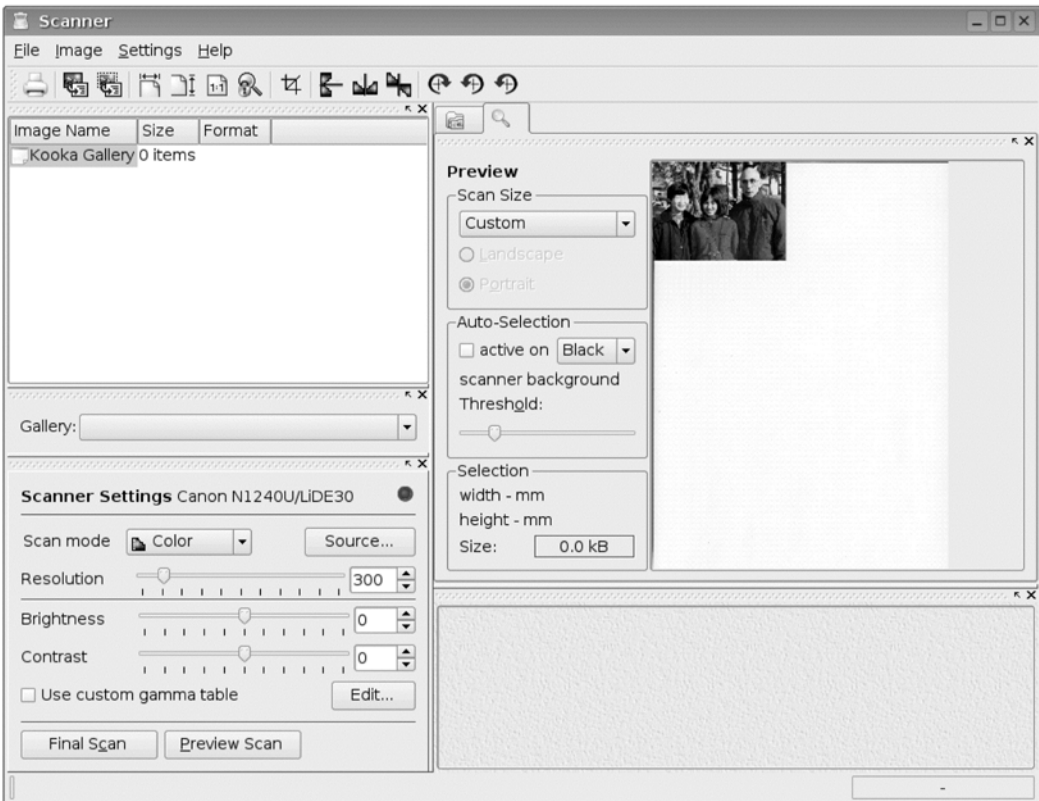 Scanner
File Image Settings Help
1:1
Image Name Size Format
Kooka Gallery 0 items
Gallery:
Scanner Settings Canon N1240U/LiDE30
Scan mode Color Source...
Resolution 300
Brightness 0
Contrast 0
Use custom gamma table Edit...
Final Scan Preview Scan
Preview
Scan Size
Custom
Landscape
Portrait
Auto-Selection
active on Black
scanner background
Threshold:
Selection
width - mm
height - mm
Size: 0.0 kB
-